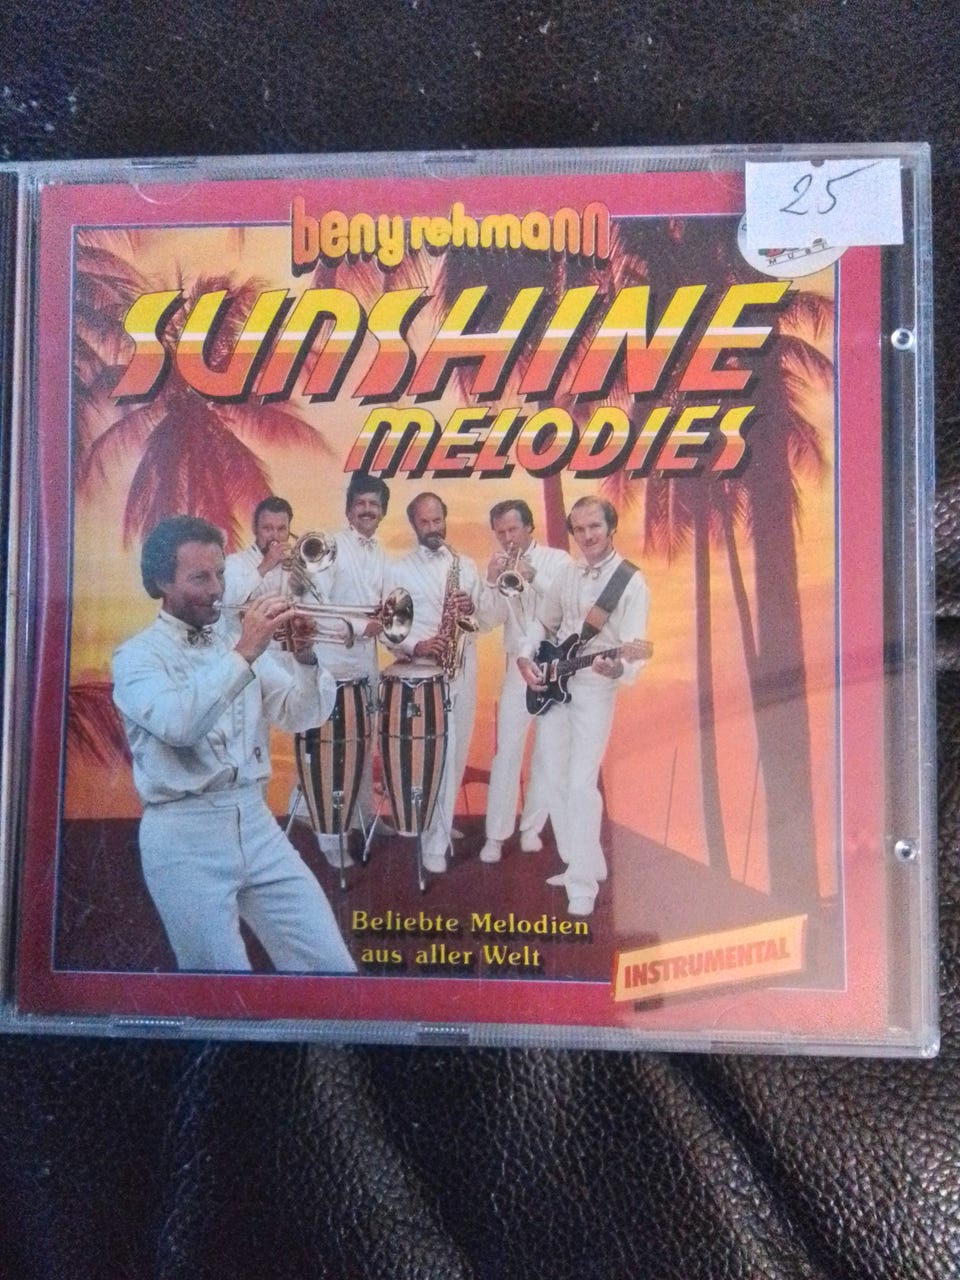 25
beny rehmann
SUNSHINE
MELODIES
Beliebte Melodien
aus aller Welt
INSTRUMENTAL